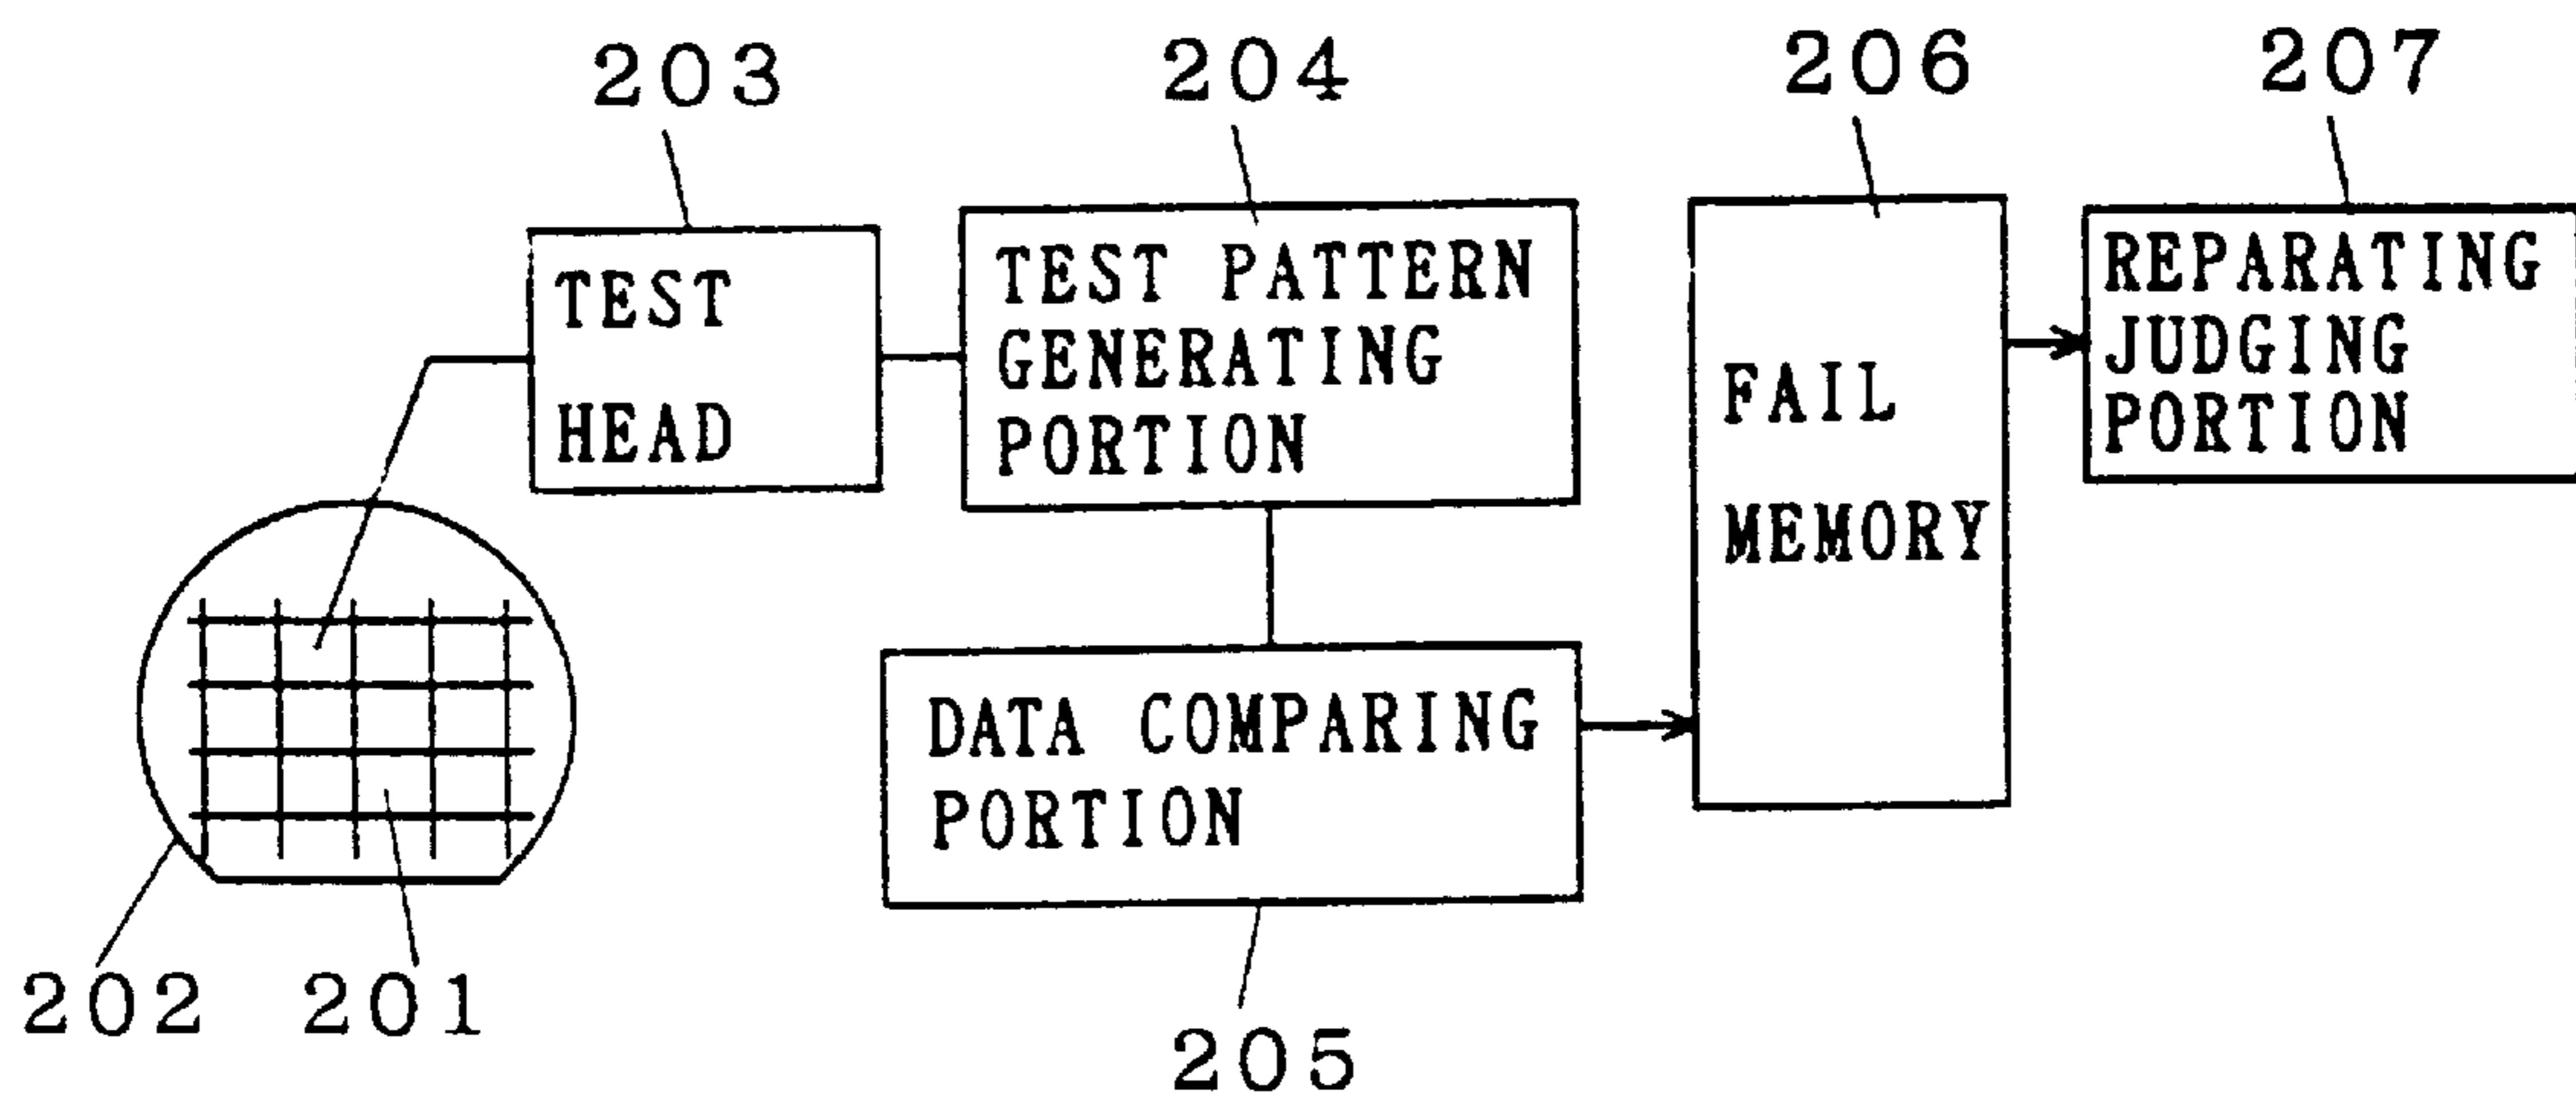 203
204
206
207
TEST
HEAD
TEST PATTERN
GENERATING
PORTION
FAIL
MEMORY
REPARATING
JUDGING
PORTION
DATA COMPARING
PORTION
202
201
205